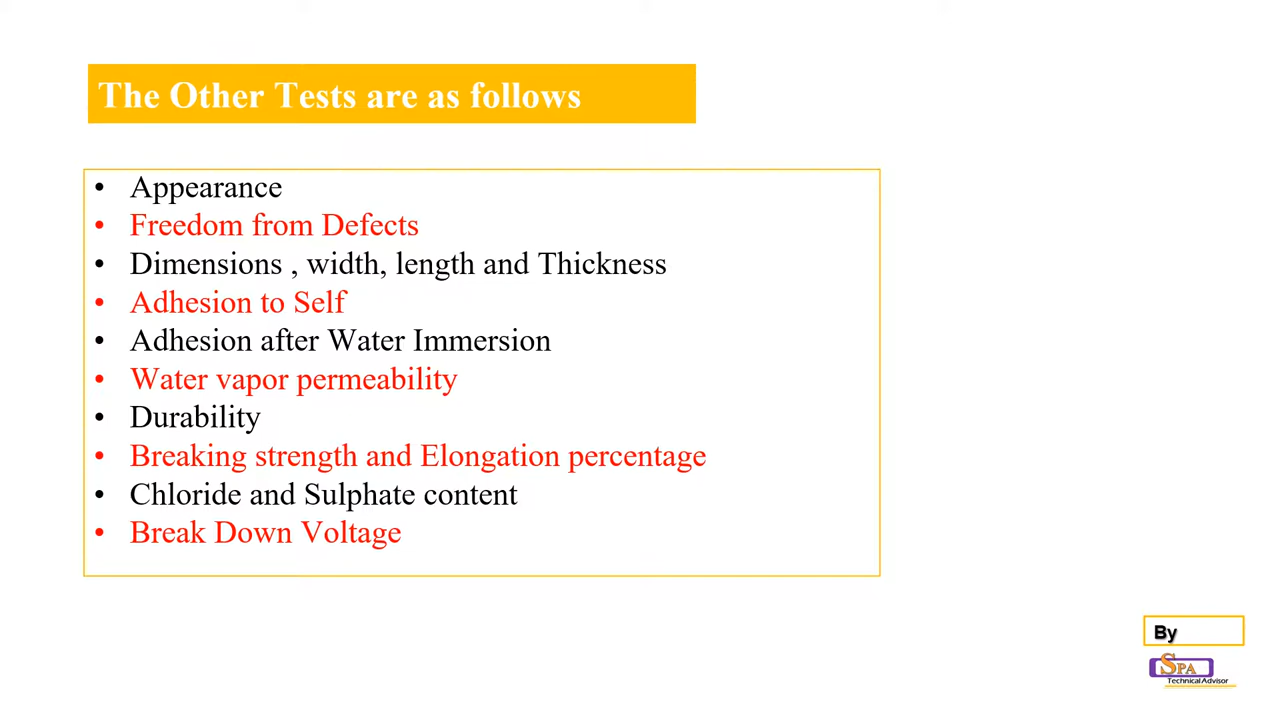 The Other Tests are as follows
• Appearance
• Freedom from Defects
• Dimensions , width, length and Thickness
• Adhesion to Self
• Adhesion after Water Immersion
• Water vapor permeability
• Durability
• Breaking strength and Elongation percentage
• Chloride and Sulphate content
• Break Down Voltage
By
SPA
Technical Advisor